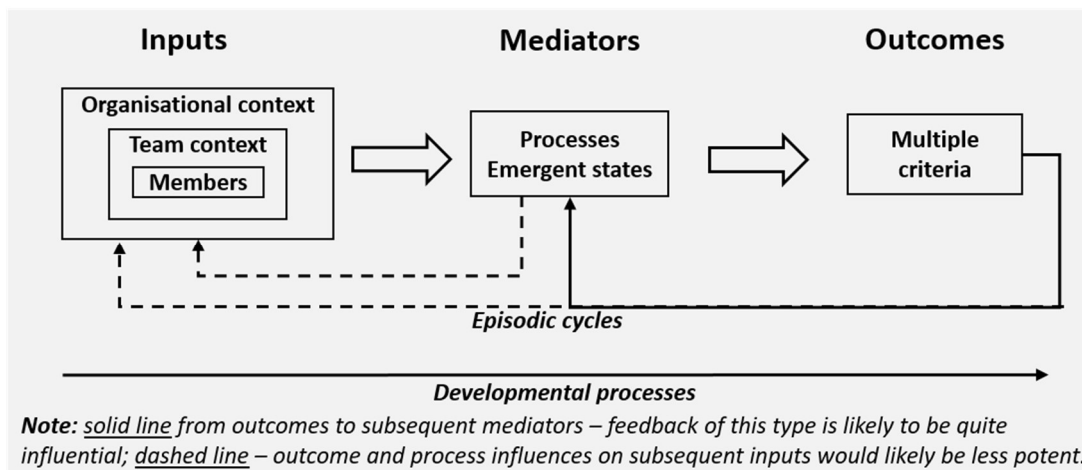 Inputs
Mediators
Outcomes
Organisational context
Team context
Members
Processes
Emergent states
Multiple
criteria
Episodic cycles
Developmental processes
Note: solid line from outcomes to subsequent mediators – feedback of this type is likely to be quite
influential; dashed line – outcome and process influences on subsequent inputs would likely be less potent.